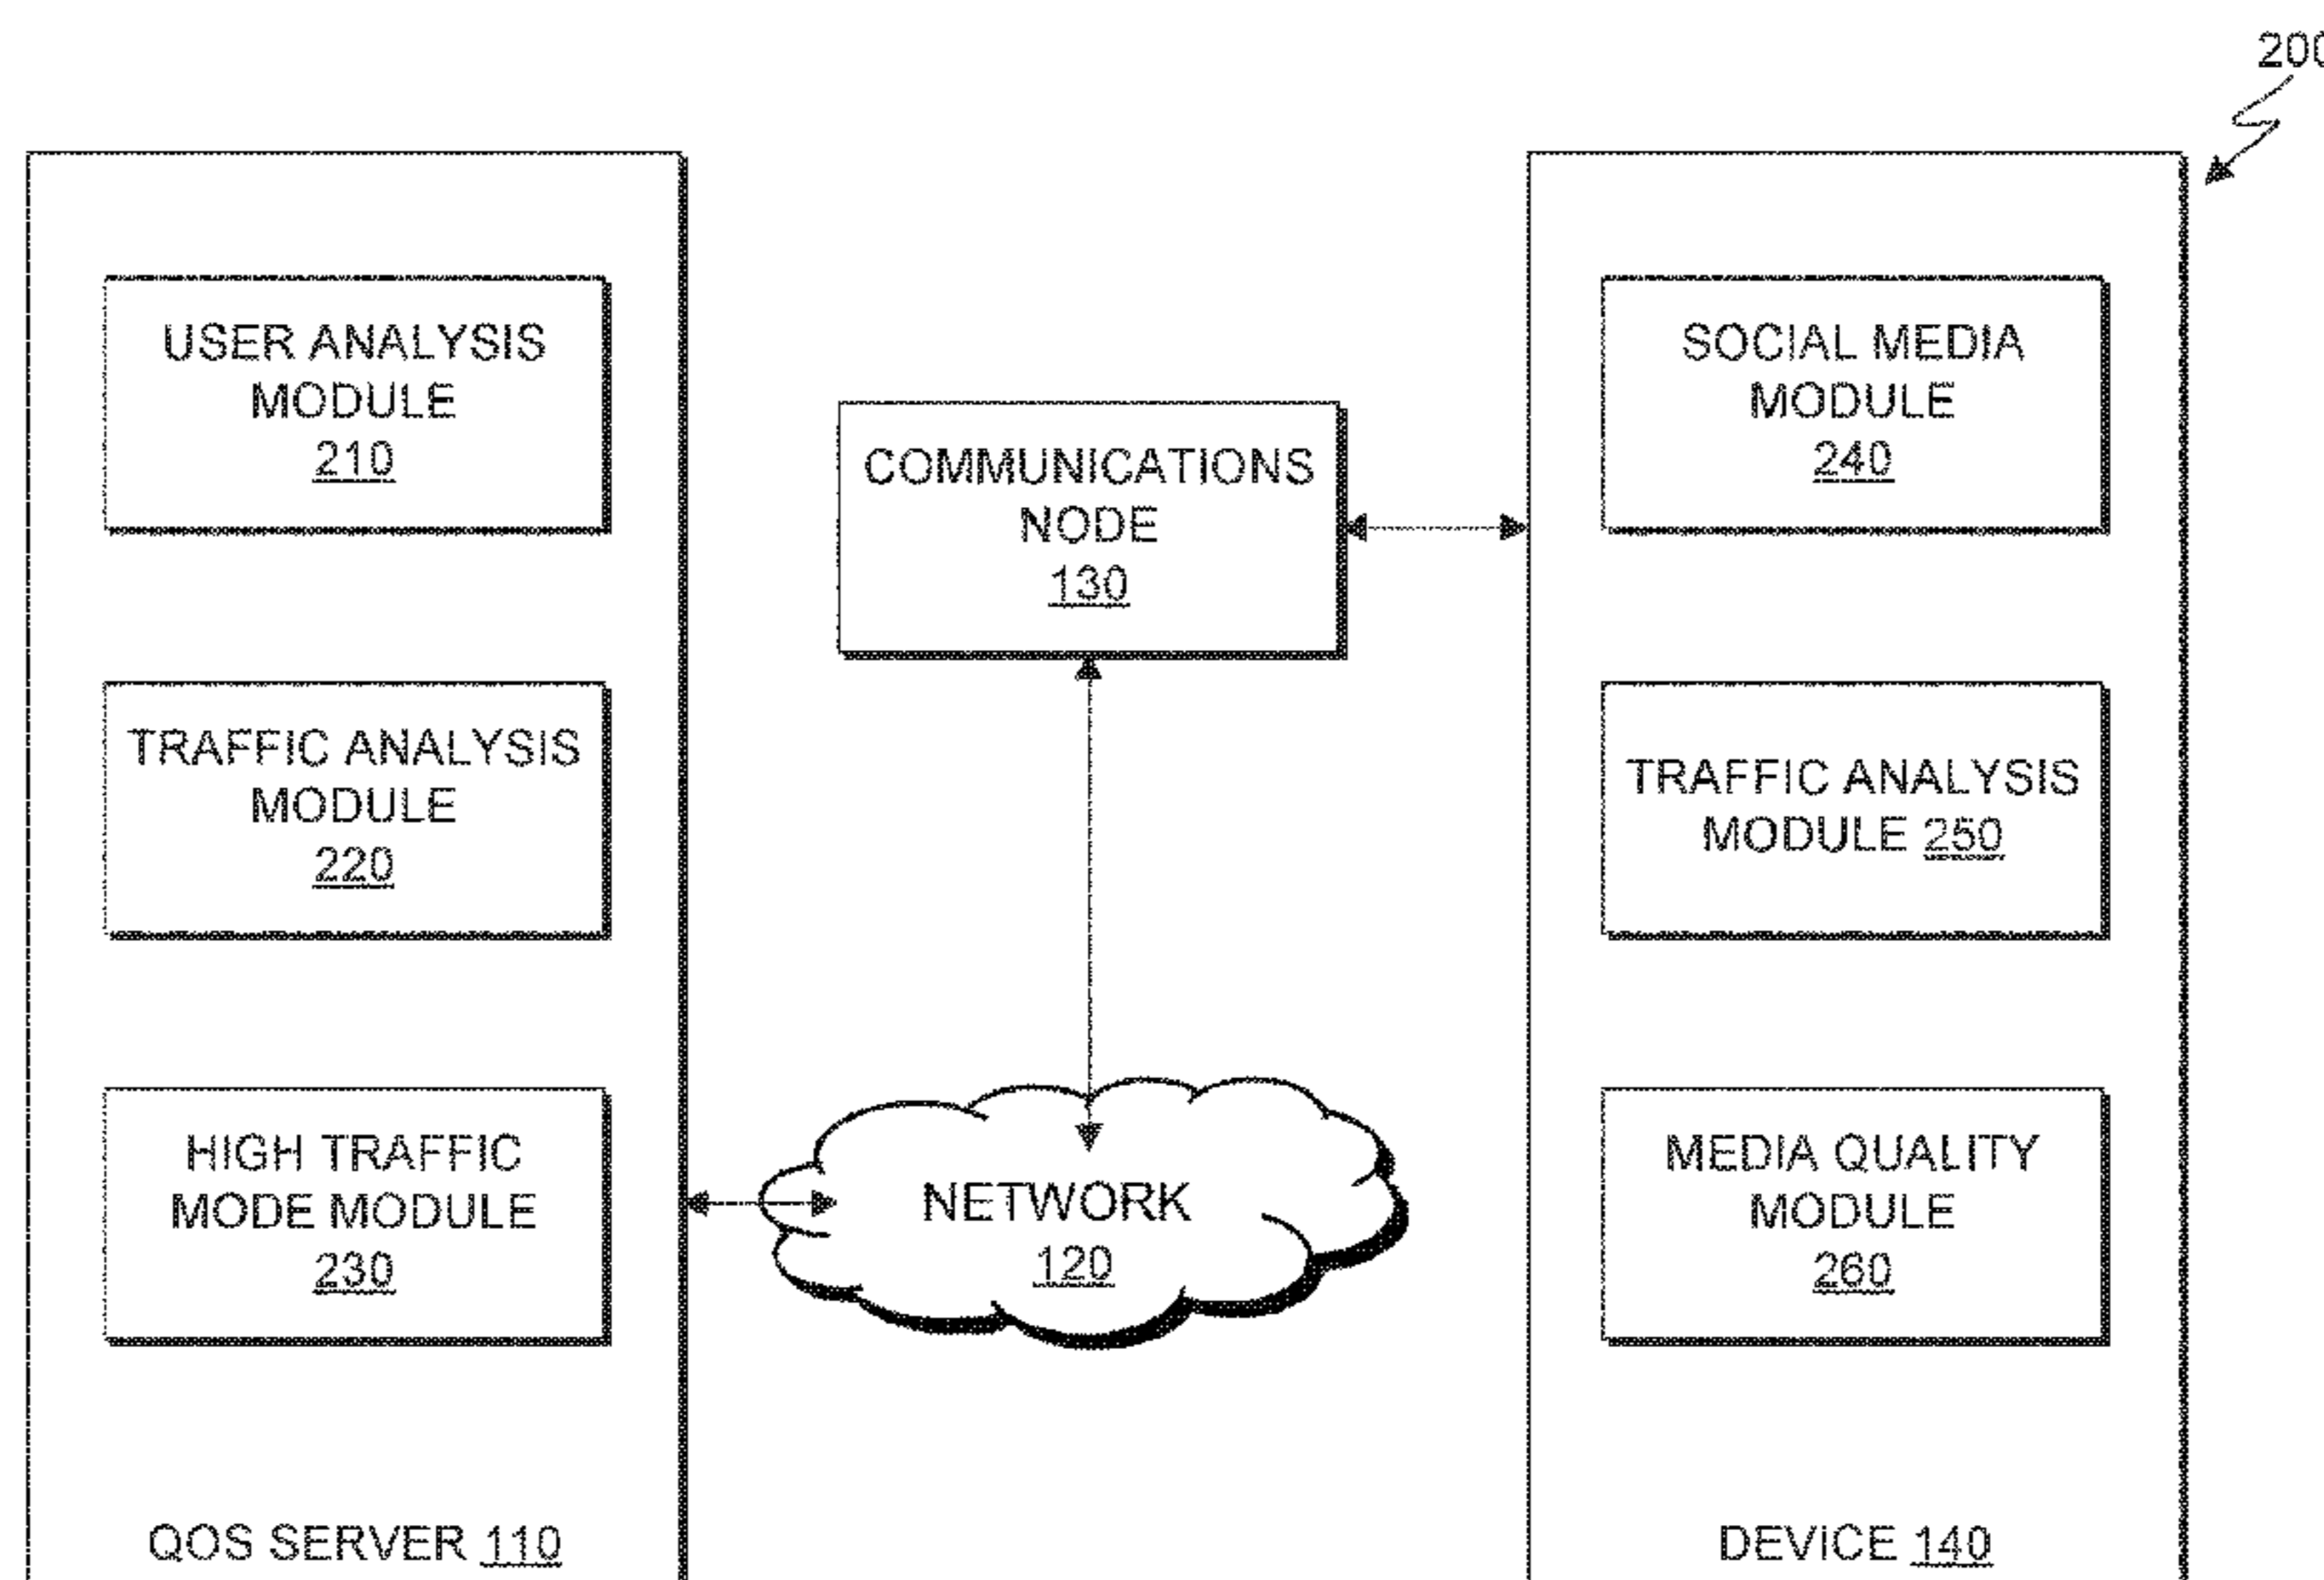 200
USER ANALYSIS
MODULE
210
TRAFFIC ANALYSIS
MODULE
220
HIGH TRAFFIC
MODE MODULE
230
QOS SERVER 110
COMMUNICATIONS
NODE
130
NETWORK
120
SOCIAL MEDIA
MODULE
240
TRAFFIC ANALYSIS
MODULE 250
MEDIA QUALITY
MODULE
260
DEVICE 140